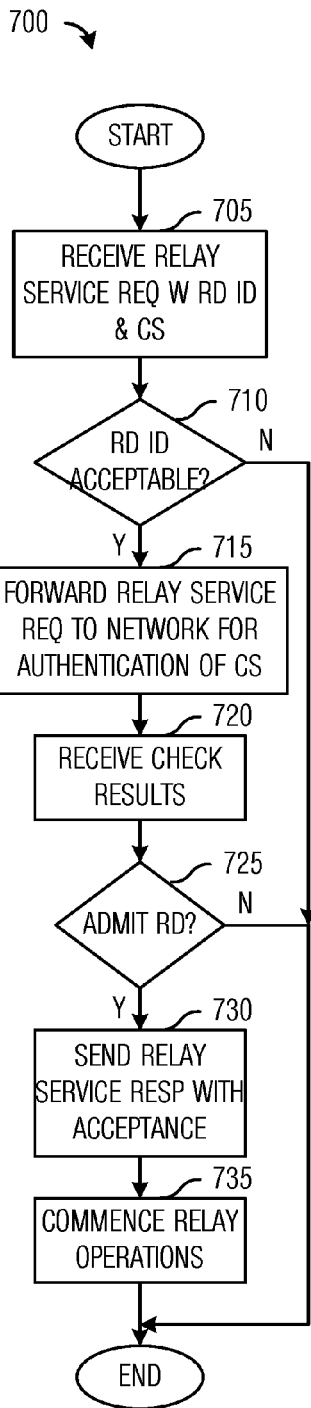 700
START
705
RECEIVE RELAY
SERVICE REQ W RD ID
& CS
710
RD ID
ACCEPTABLE?
N
Y
715
FORWARD RELAY SERVICE
REQ TO NETWORK FOR
AUTHENTICATION OF CS
720
RECEIVE CHECK
RESULTS
725
ADMIT RD?
N
Y
730
SEND RELAY
SERVICE RESP WITH
ACCEPTANCE
735
COMMENCE RELAY
OPERATIONS
END